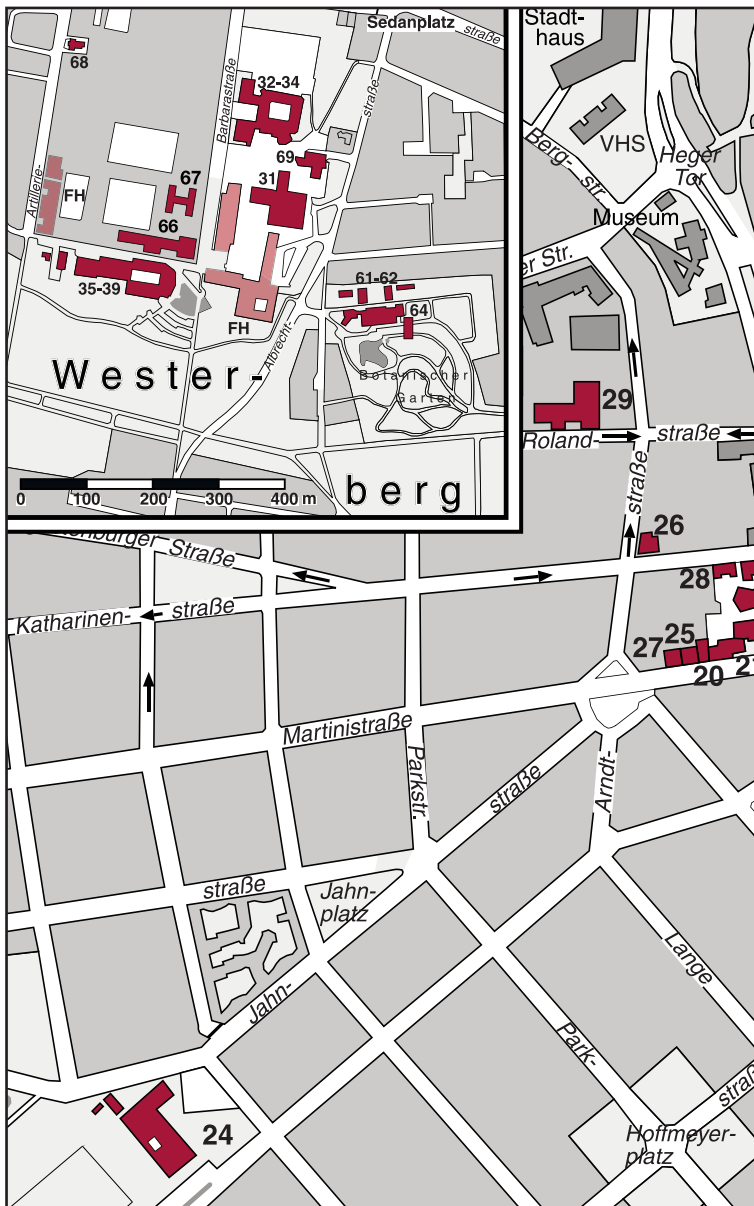 Sedanplatz
straße
68
Barbarastraße
32-34
straße
Artillerie-
69
67
31
FH
66
35-39
61-62
64
FH
Albrecht-
Wester-
Botanischer
Garten
berg
0 100 200 300 400 m
Stadt-
haus
VHS
Berg-
str.
Heger
Tor
Museum
er Str.
29
Roland-
straße
straße
26
burger Straße
28
Katharinen-
straße
27
25
20
Martinistraße
Parkstr.
straße
Arndt-
straße
Jahn-
platz
Lange
Jahn-
Park-
24
Hoffmeyer-
platz